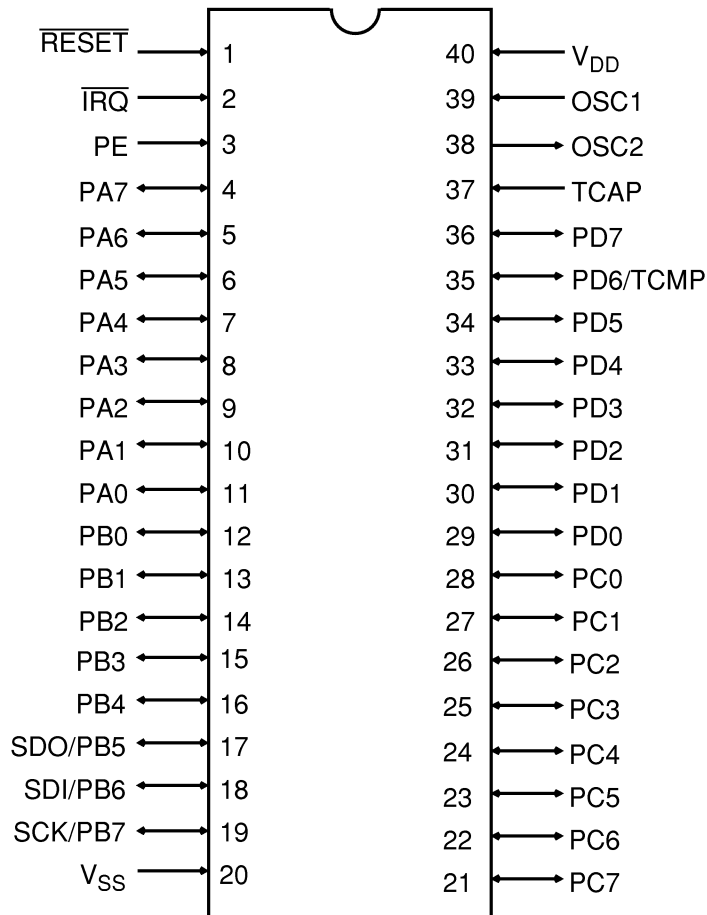 RESET 1 40 VDD
IRQ 2 39 OSC1
PE 3 38 OSC2
PA7 4 37 TCAP
PA6 5 36 PD7
PA5 6 35 PD6/TCMP
PA4 7 34 PD5
PA3 8 33 PD4
PA2 9 32 PD3
PA1 10 31 PD2
PA0 11 30 PD1
PB0 12 29 PD0
PB1 13 28 PC0
PB2 14 27 PC1
PB3 15 26 PC2
PB4 16 25 PC3
SDO/PB5 17 24 PC4
SDI/PB6 18 23 PC5
SCK/PB7 19 22 PC6
VSS 20 21 PC7